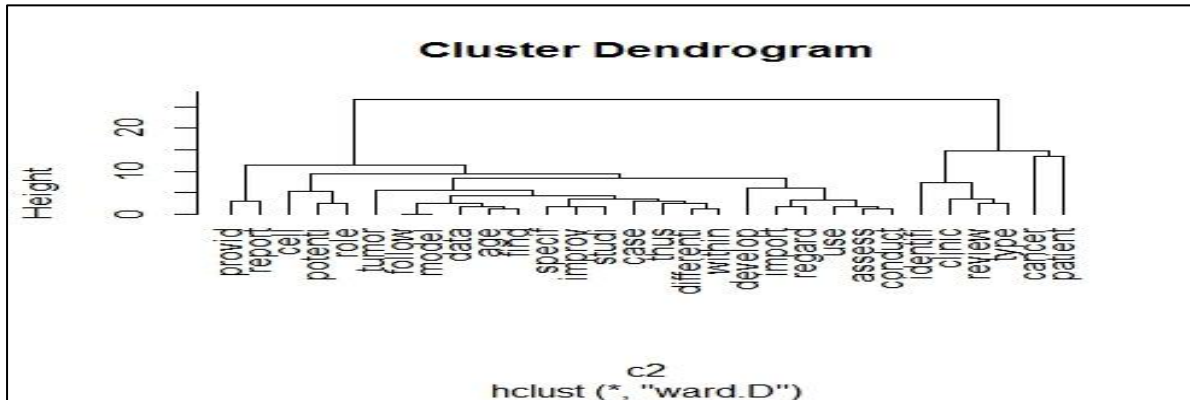 Cluster Dendrogram
Height
0
10
20
provid
report
cell
potenti
role
tumor
follow
model
data
age
find
specif
improv
studi
case
thus
differenti
within
develop
import
regard
use
assess
conduct
identifi
clinic
review
type
cancer
patient
c2
hclust (*, "ward.D")